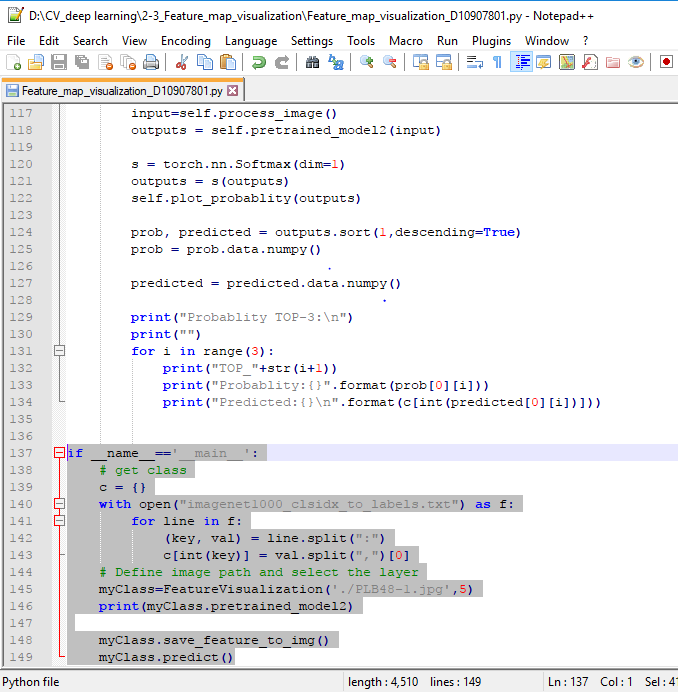 D:\CV_deep learning\2-3_Feature_map_visualization\Feature_map_visualization_D10907801.py - Notepad++
File Edit Search View Encoding Language Settings Tools Macro Run Plugins Window ?
Feature_map_visualization_D10907801.py
117 input=self.process_image()
118 outputs = self.pretrained_model2(input)
119
120 s = torch.nn.Softmax(dim=1)
121 outputs = s(outputs)
122 self.plot_probablity(outputs)
123
124 prob, predicted = outputs.sort(1,descending=True)
125 prob = prob.data.numpy()
126
127 predicted = predicted.data.numpy()
128
129 print("Probablity TOP-3:\n")
130 print("")
131 for i in range(3):
132 print("TOP_"+str(i+1))
133 print("Probablity:{}".format(prob[0][i]))
134 print("Predicted:{}\n".format(c[int(predicted[0][i])]))
135
136
137 if __name__=='__main__':
138 # get class
139 c = {}
140 with open("imagenet1000_clsidx_to_labels.txt") as f:
141 for line in f:
142 (key, val) = line.split(":")
143 c[int(key)] = val.split(",")[0]
144 # Define image path and select the layer
145 myClass=FeatureVisualization('./PLB48-1.jpg',5)
146 print(myClass.pretrained_model2)
147
148 myClass.save_feature_to_img()
149 myClass.predict()
Python file length : 4,510 lines : 149 Ln : 137 Col : 1 Sel : 4